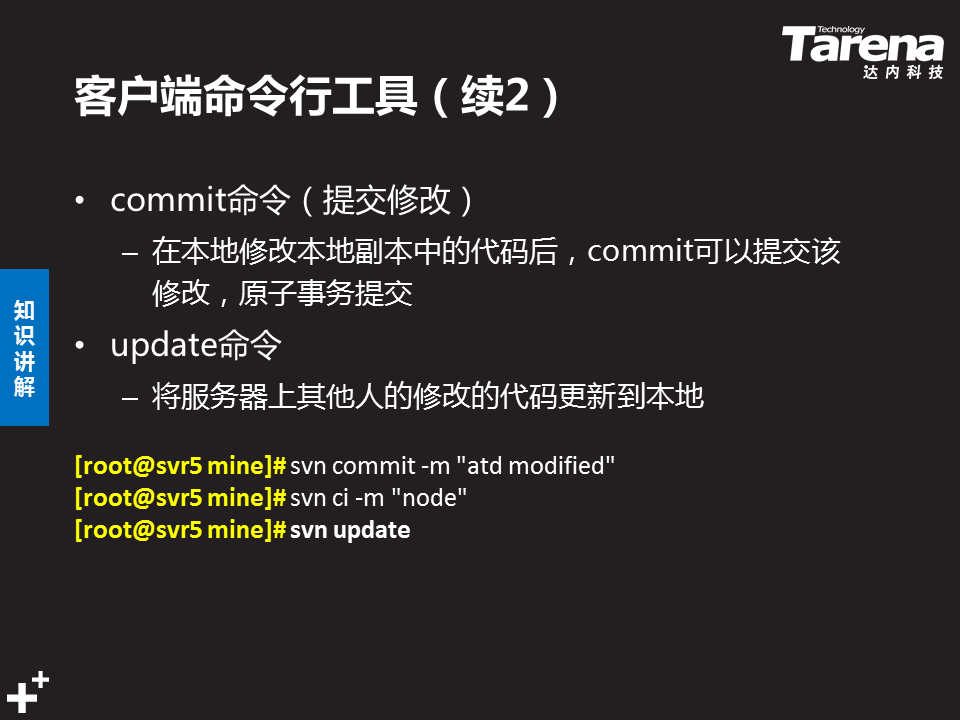 Technology
Tarena
达内科技
客户端命令行工具（续2）
• commit命令（提交修改）
– 在本地修改本地副本中的代码后，commit可以提交该
修改，原子事务提交
• update命令
– 将服务器上其他人的修改的代码更新到本地
知
识
讲
解
[root@svr5 mine]# svn commit -m "atd modified"
[root@svr5 mine]# svn ci -m "node"
[root@svr5 mine]# svn update